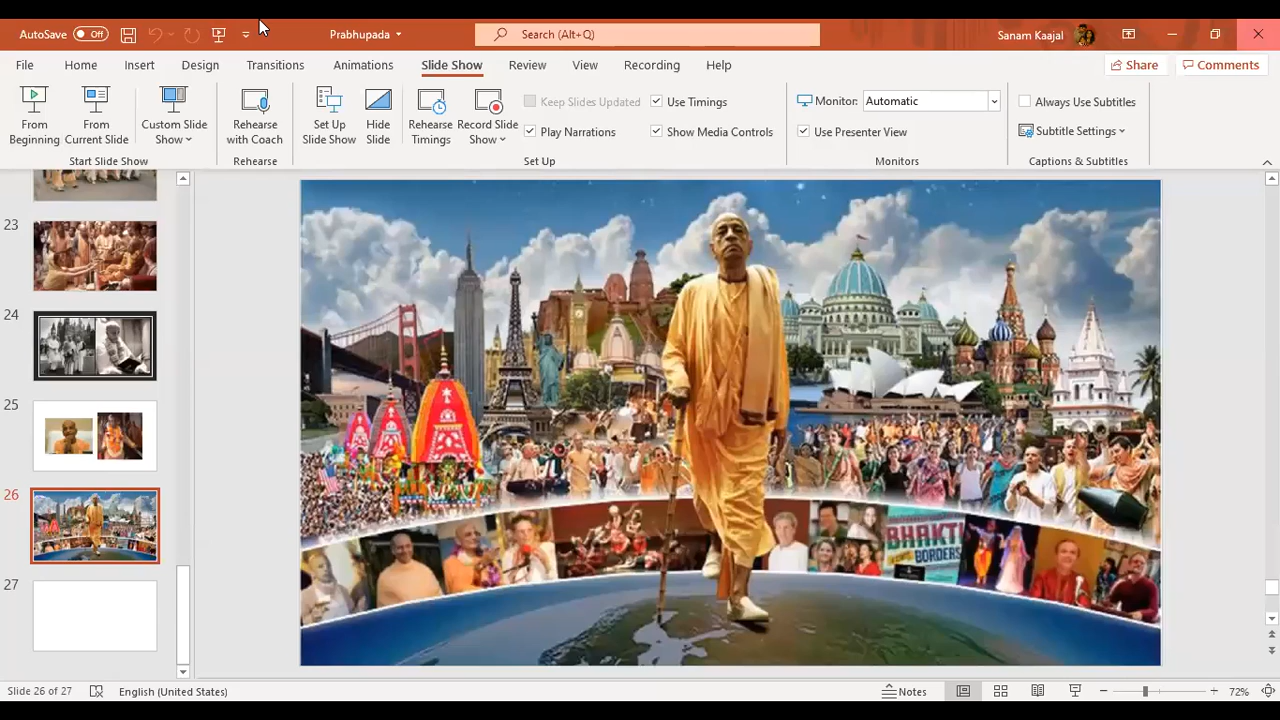 AutoSave Off Prabhupada Search (Alt+Q) Sanam Kaajal
File Home Insert Design Transitions Animations Slide Show Review View Recording Help Share Comments
From Beginning
From Current Slide
Custom Slide Show
Start Slide Show
Rehearse with Coach
Rehearse
Set Up Slide Show
Hide Slide
Rehearse Timings
Record Slide Show
Keep Slides Updated
Play Narrations
Use Timings
Show Media Controls
Set Up
Monitor: Automatic
Use Presenter View
Monitors
Always Use Subtitles
Subtitle Settings
Captions & Subtitles
23
24
25
26
27
BHAKTI
BORDERS
Slide 26 of 27 English (United States) Notes 72%